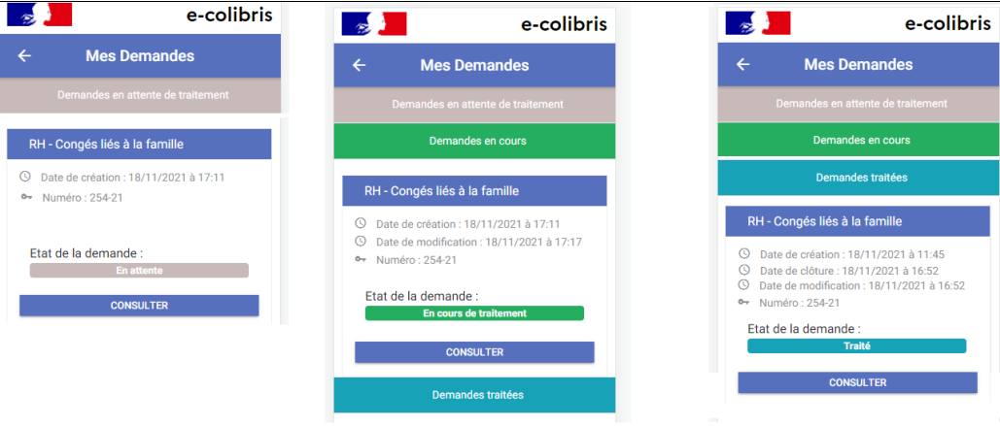 e-colibris
Mes Demandes
Demandes en attente de traitement
RH - Congés liés à la famille
Date de création : 18/11/2021 à 17:11
Numéro : 254-21
Etat de la demande :
En attente
CONSULTER
e-colibris
Mes Demandes
Demandes en attente de traitement
Demandes en cours
RH - Congés liés à la famille
Date de création : 18/11/2021 à 17:11
Date de modification : 18/11/2021 à 17:17
Numéro : 254-21
Etat de la demande :
En cours de traitement
CONSULTER
Demandes traitées
e-colibris
Mes Demandes
Demandes en attente de traitement
Demandes en cours
Demandes traitées
RH - Congés liés à la famille
Date de création : 18/11/2021 à 11:45
Date de clôture : 18/11/2021 à 16:52
Date de modification : 18/11/2021 à 16:52
Numéro : 254-21
Etat de la demande :
Traité
CONSULTER